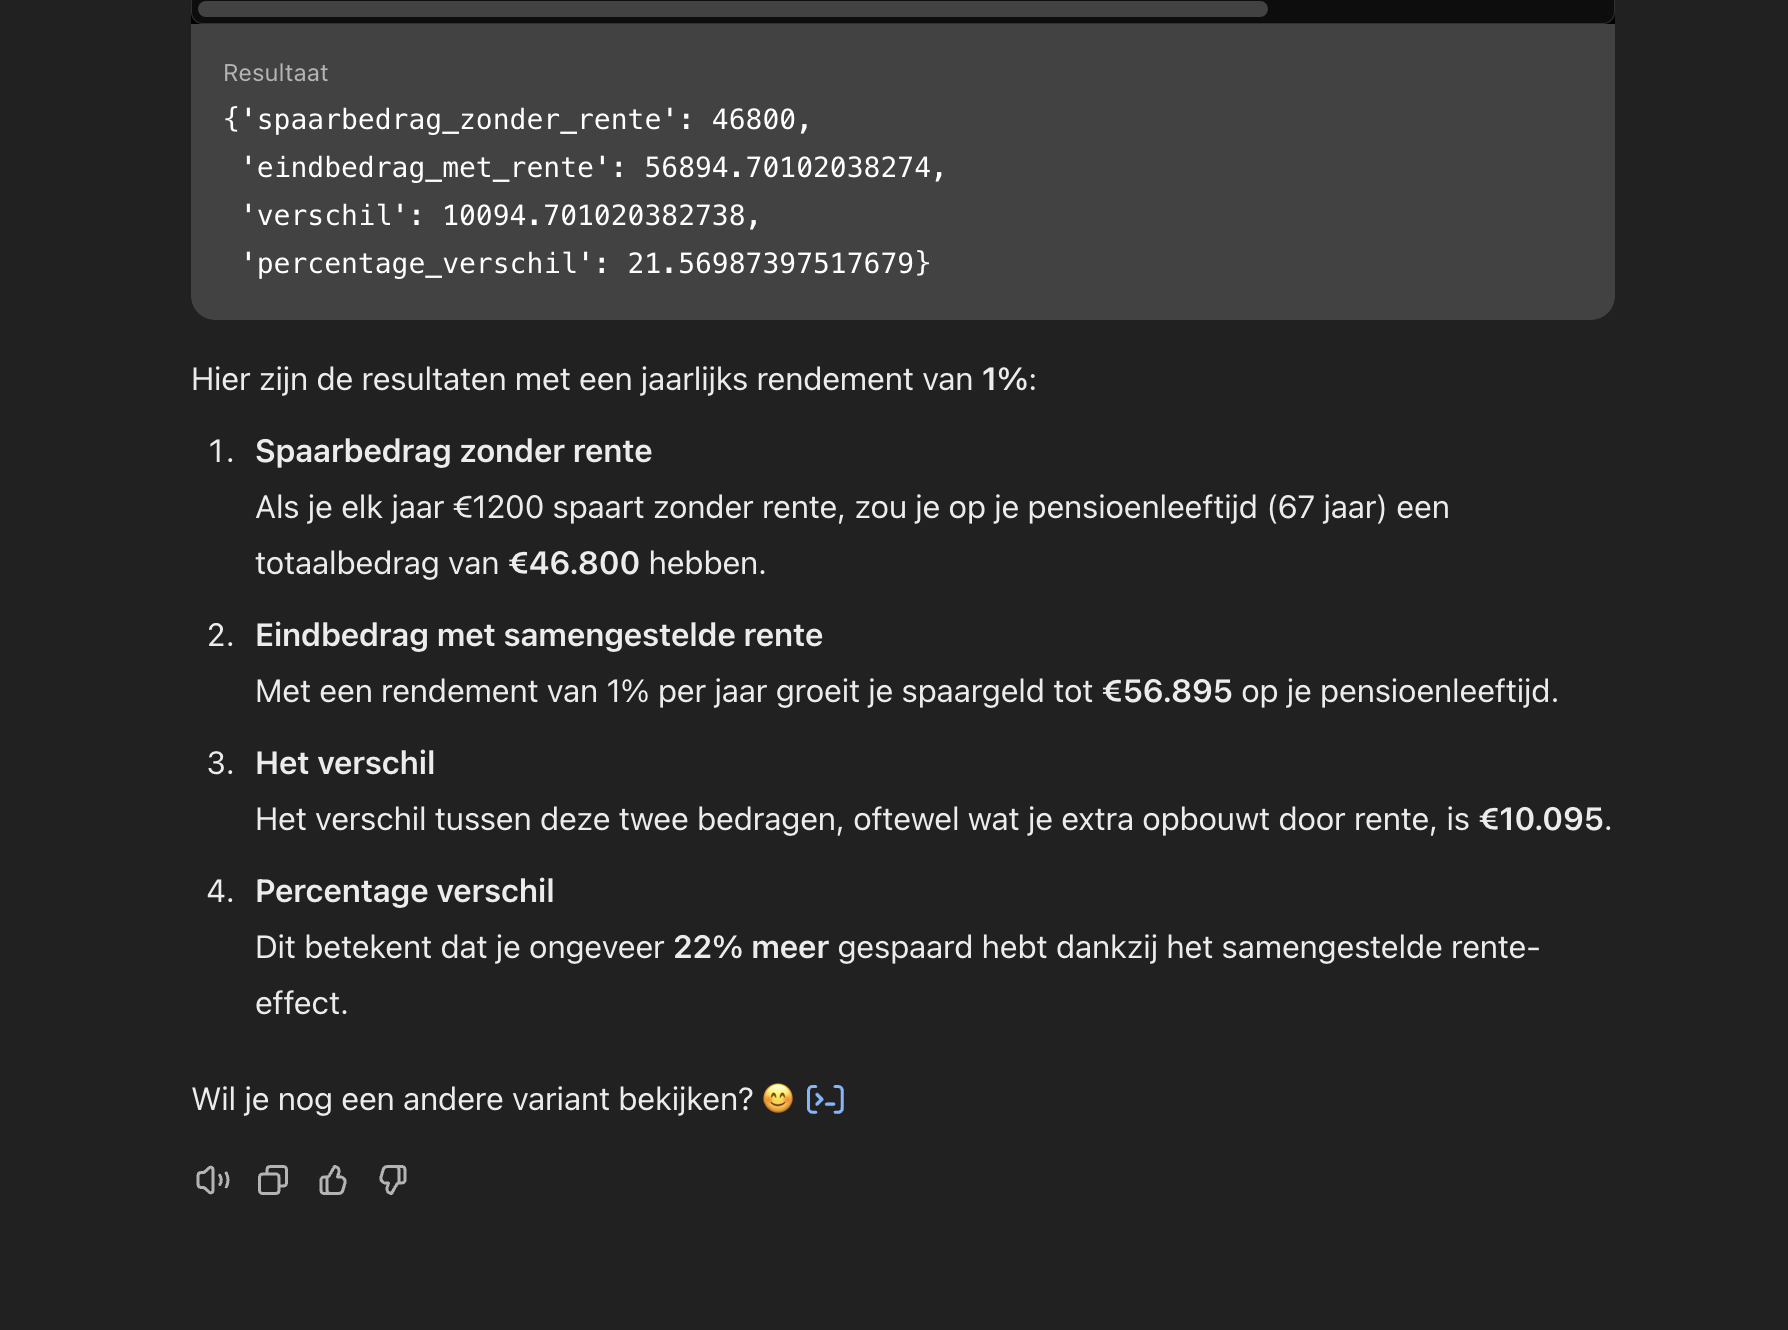 Resultaat
{'spaarbedrag_zonder_rente': 46800,
'eindbedrag_met_rente': 56894.70102038274,
'verschil': 10094.701020382738,
'percentage_verschil': 21.56987397517679}
Hier zijn de resultaten met een jaarlijks rendement van 1%:
1. Spaarbedrag zonder rente
Als je elk jaar €1200 spaart zonder rente, zou je op je pensioenleeftijd (67 jaar) een
totaalbedrag van €46.800 hebben.
2. Eindbedrag met samengestelde rente
Met een rendement van 1% per jaar groeit je spaargeld tot €56.895 op je pensioenleeftijd.
3. Het verschil
Het verschil tussen deze twee bedragen, oftewel wat je extra opbouwt door rente, is €10.095.
4. Percentage verschil
Dit betekent dat je ongeveer 22% meer gespaard hebt dankzij het samengestelde rente-
effect.
Wil je nog een andere variant bekijken? 😊 [>-]